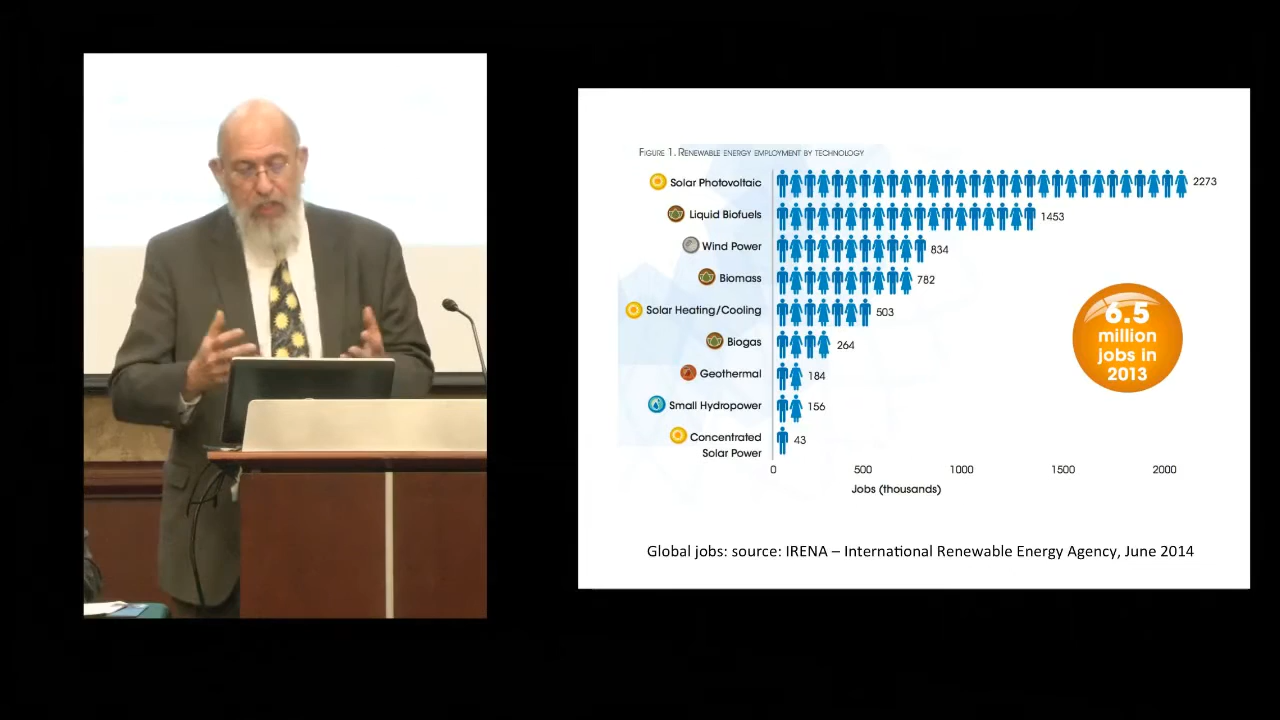 FIGURE 1. RENEWABLE ENERGY EMPLOYMENT BY TECHNOLOGY
Solar Photovoltaic 2273
Liquid Biofuels 1453
Wind Power 834
Biomass 782
Solar Heating/Cooling 503
Biogas 264
Geothermal 184
Small Hydropower 156
Concentrated
Solar Power 43
0 500 1000 1500 2000
Jobs (thousands)
6.5
million
jobs in
2013
Global jobs: source: IRENA – International Renewable Energy Agency, June 2014